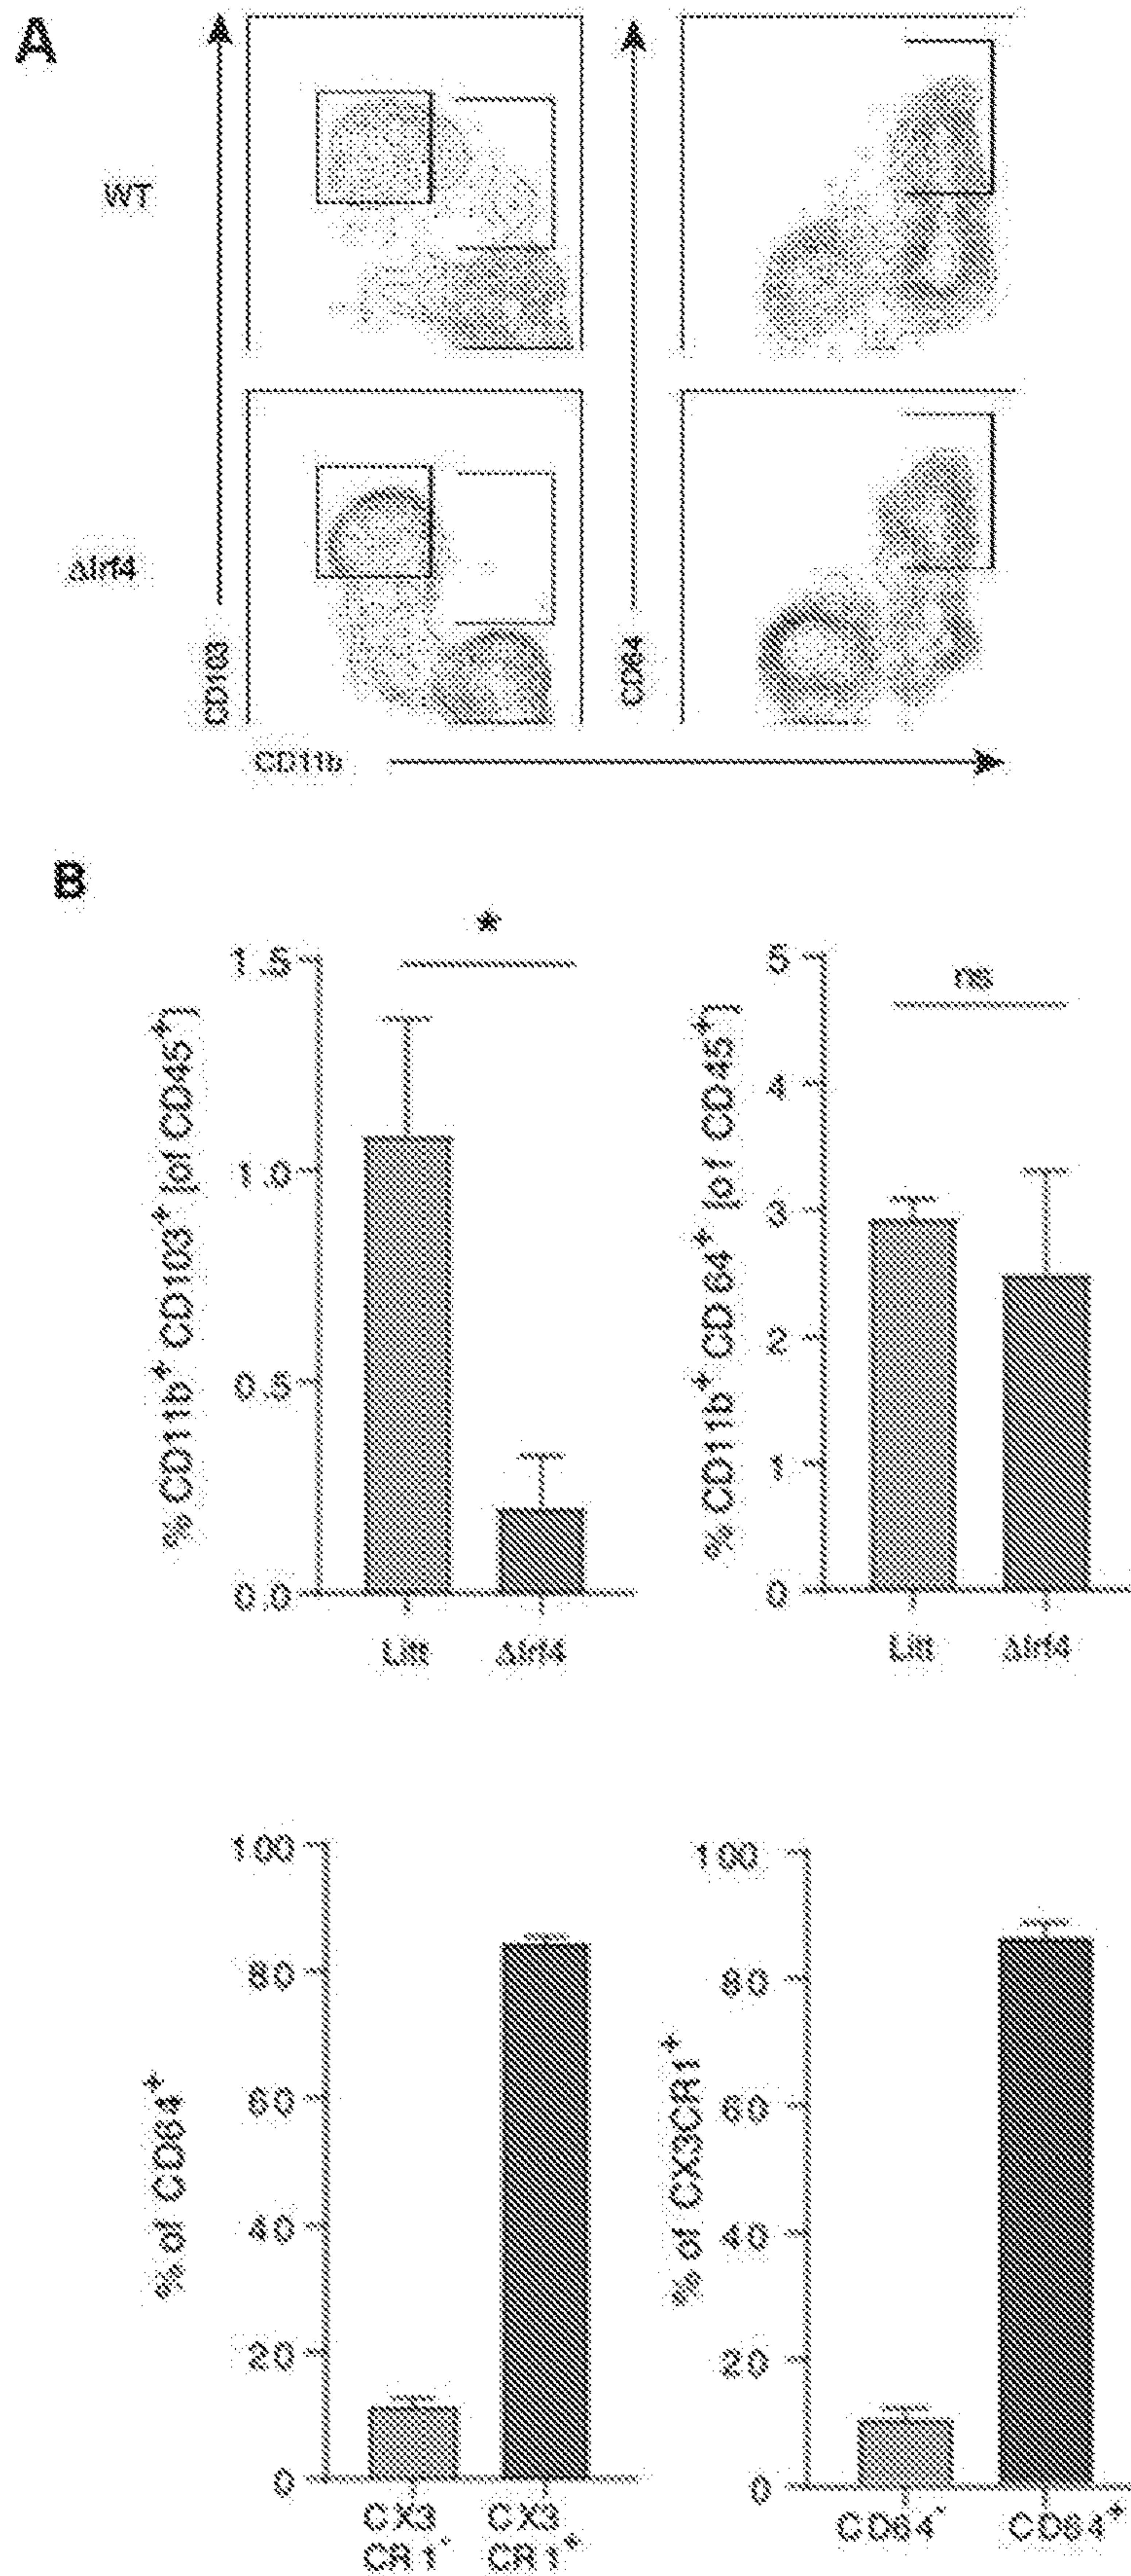 A
WT
ΔIrf4
CD103
CD64
CD11b
B
*
1.5
1.0
0.5
0.0
% CD11b+ CD103+ [of CD45+]
Litt
ΔIrf4
ns
5
4
3
2
1
0
% CD11b+ CD64+ [of CD45+]
Litt
ΔIrf4
100
80
60
40
20
0
% of CD64+
CX3
CR1-
CX3
CR1+
100
80
60
40
20
0
% of CX3CR1+
CD64-
CD64+